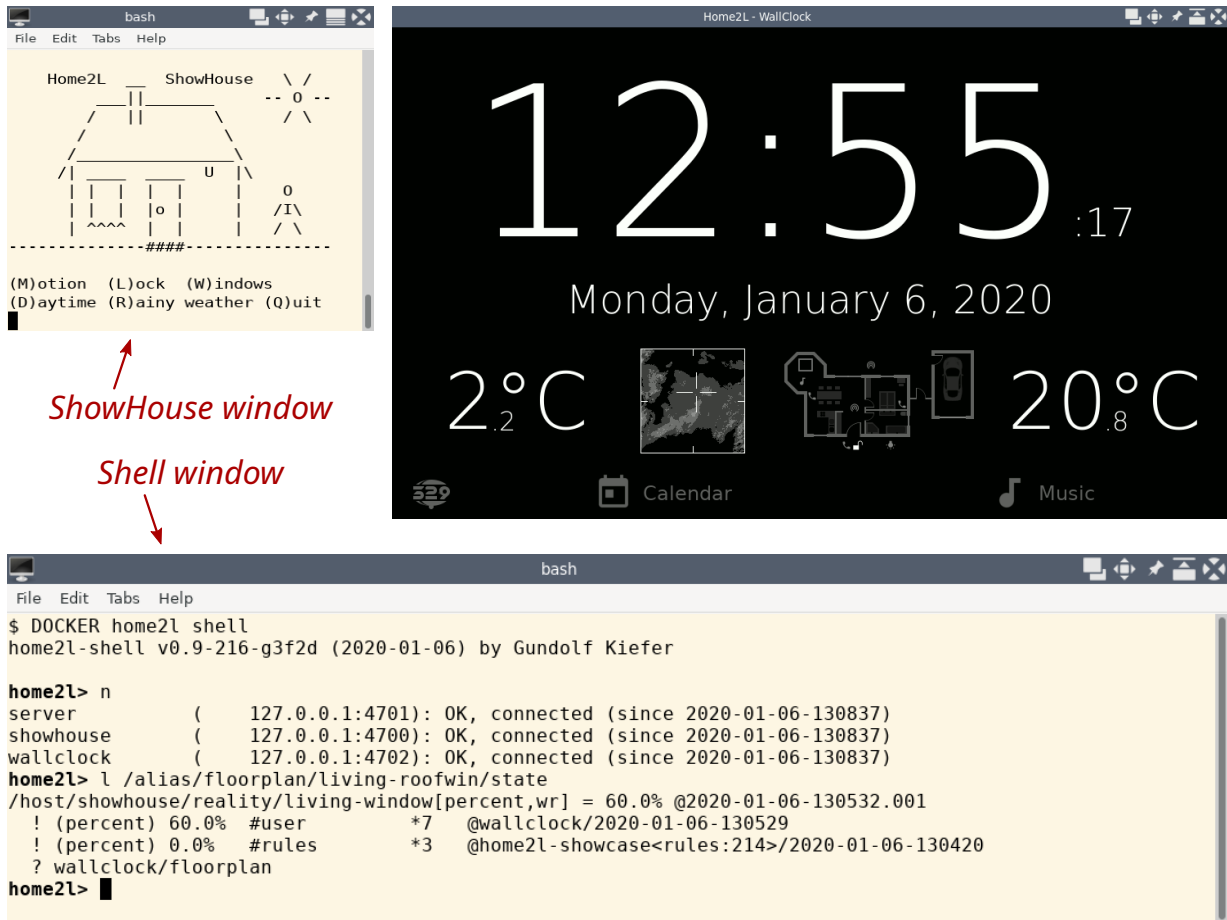 bash
File Edit Tabs Help
Home2L __ ShowHouse \ /
___||_______ -- O --
/ || \ / \
/ \
/________________\
/| ____ ____ U |\
| | | | | | O
| | | |o | | /I\
| ^^^^ | | | / \
--------------####---------------
(M)otion (L)ock (W)indows
(D)aytime (R)ainy weather (Q)uit
ShowHouse window
Shell window
Home2L - WallClock
12:55 :17
Monday, January 6, 2020
2.2°C 20.8°C
329 Calendar Music
bash
File Edit Tabs Help
$ DOCKER home2l shell
home2l-shell v0.9-216-g3f2d (2020-01-06) by Gundolf Kiefer
home2l> n
server ( 127.0.0.1:4701): OK, connected (since 2020-01-06-130837)
showhouse ( 127.0.0.1:4700): OK, connected (since 2020-01-06-130837)
wallclock ( 127.0.0.1:4702): OK, connected (since 2020-01-06-130837)
home2l> l /alias/floorplan/living-roofwin/state
/host/showhouse/reality/living-window[percent,wr] = 60.0% @2020-01-06-130532.001
! (percent) 60.0% #user *7 @wallclock/2020-01-06-130529
! (percent) 0.0% #rules *3 @home2l-showcase<rules:214>/2020-01-06-130420
? wallclock/floorplan
home2l>